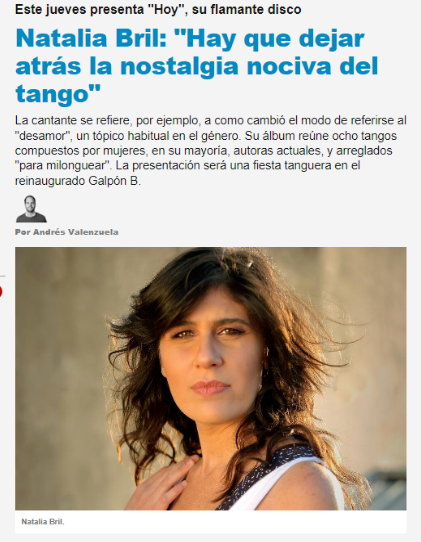 Este jueves presenta "Hoy", su flamante disco
Natalia Bril: "Hay que dejar
atrás la nostalgia nociva del
tango"
La cantante se refiere, por ejemplo, a como cambió el modo de referirse al
"desamor", un tópico habitual en el género. Su álbum reúne ocho tangos
compuestos por mujeres, en su mayoría, autoras actuales, y arreglados
"para milonguear". La presentación será una fiesta tanguera en el
reinaugurado Galpón B.
Por Andrés Valenzuela
Natalia Bril.